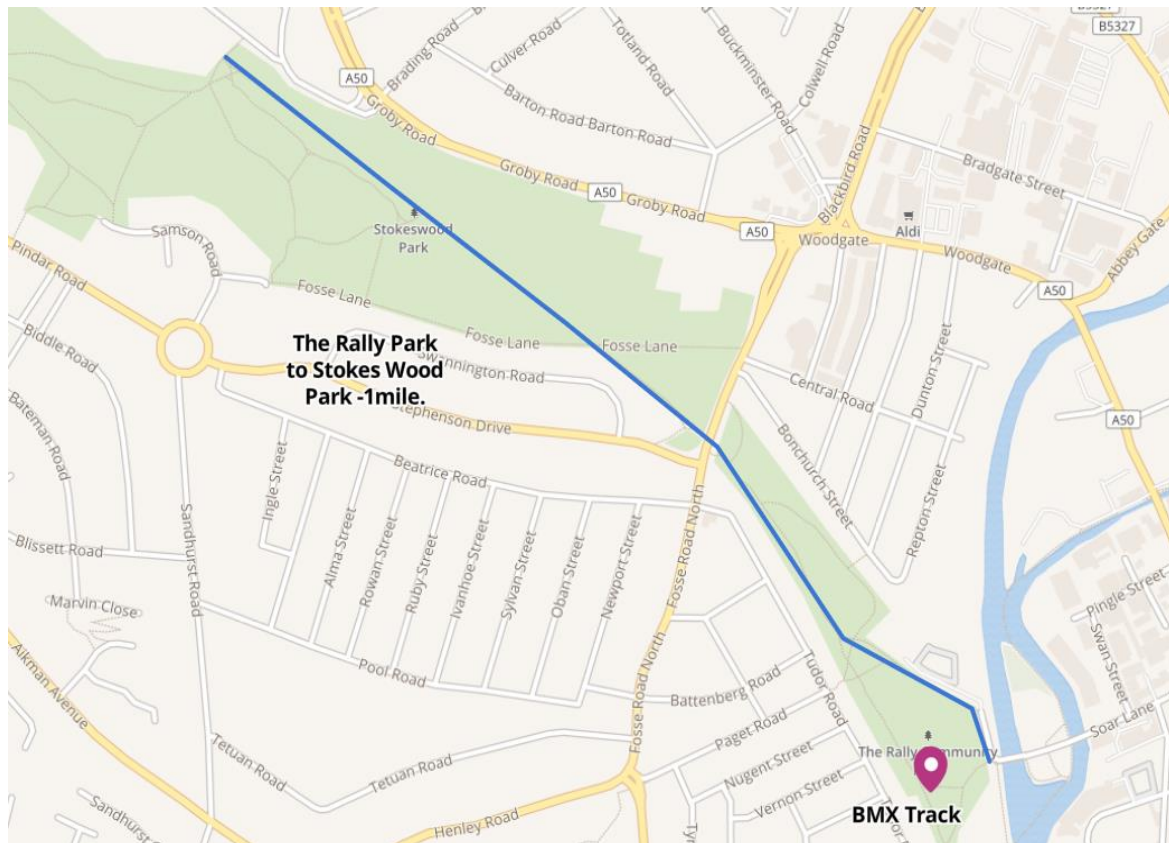 B5327
B5327
Brading Road
Culver Road
Totland Road
Buckminster Road
Colwell Road
A50
Groby Road
Barton Road Barton Road
Groby Road
A50
Groby Road
Blackbird Road
Bradgate Street
Stokeswood
Park
A50
Woodgate
Aldi
Woodgate
Abbey Gate
A50
Samson Road
Pindar Road
Fosse Lane
Fosse Lane
Fosse Lane
The Rally Park
to Stokes Wood
Park -1mile.
Swannington Road
Stephenson Drive
Biddle Road
Bateman Road
Central Road
Dunton Street
A50
Bonchurch Street
Repton Street
Beatrice Road
Ingle Street
Sandhurst Road
Alma Street
Rowan Street
Ruby Street
Ivanhoe Street
Sylvan Street
Oban Street
Newport Street
Fosse Road North
Blissett Road
Marvin Close
Pingle Street
Swan Street
Aikman Avenue
Pool Road
Battenberg Road
Tudor Road
Soar Lane
Fosse Road North
Paget Road
The Rally Community
Tetuan Road
Tetuan Road
Nugent Street
Vernon Street
Henley Road
BMX Track